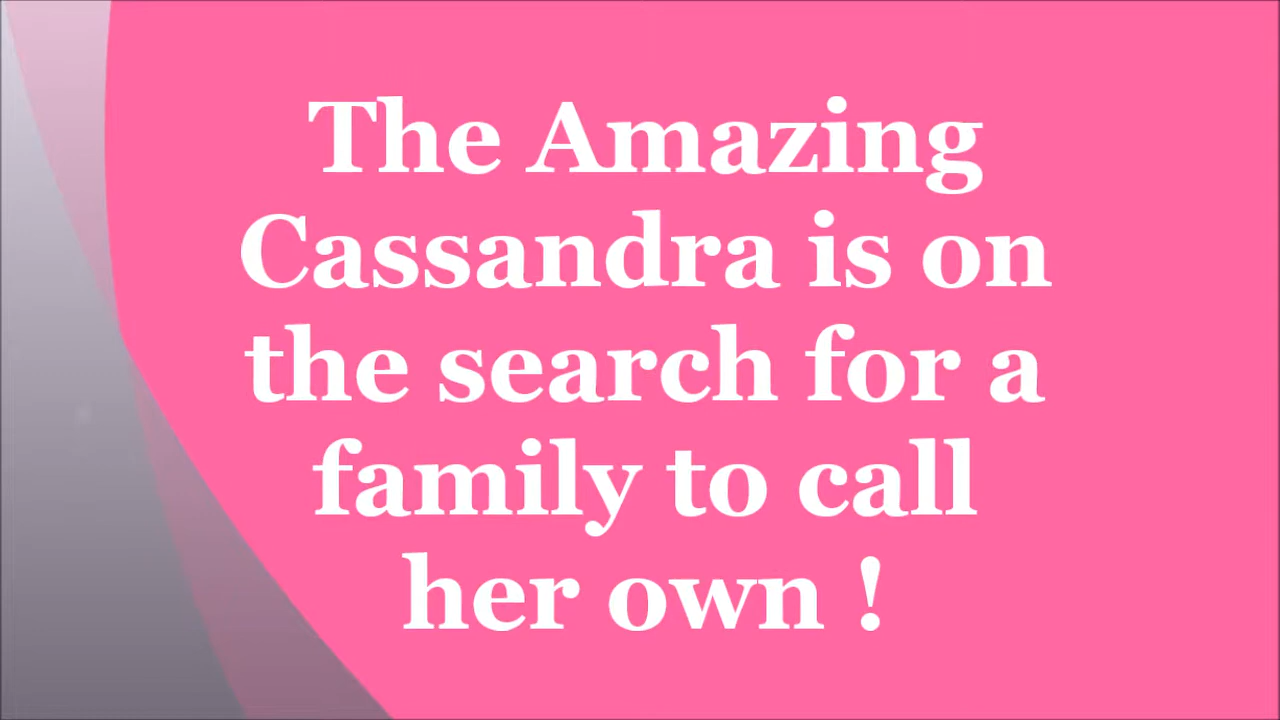 The Amazing
Cassandra is on
the search for a
family to call
her own !